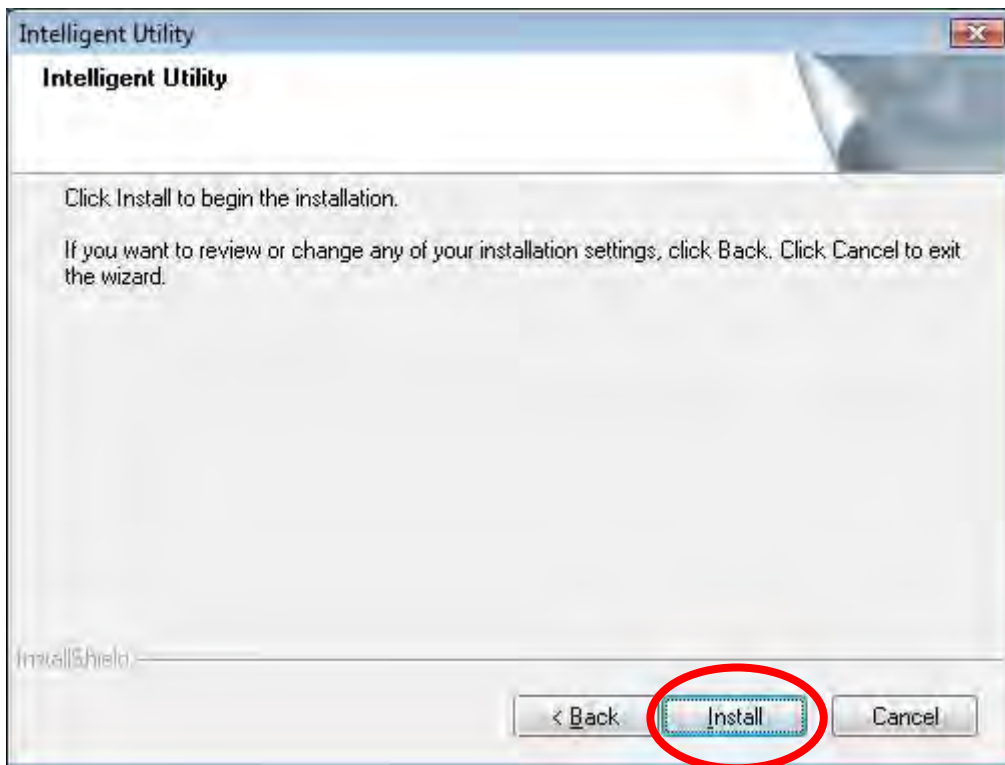 Intelligent Utility
Intelligent Utility
Click Install to begin the installation.
If you want to review or change any of your installation settings, click Back. Click Cancel to exit
the wizard.
InstallShield
< Back Install Cancel